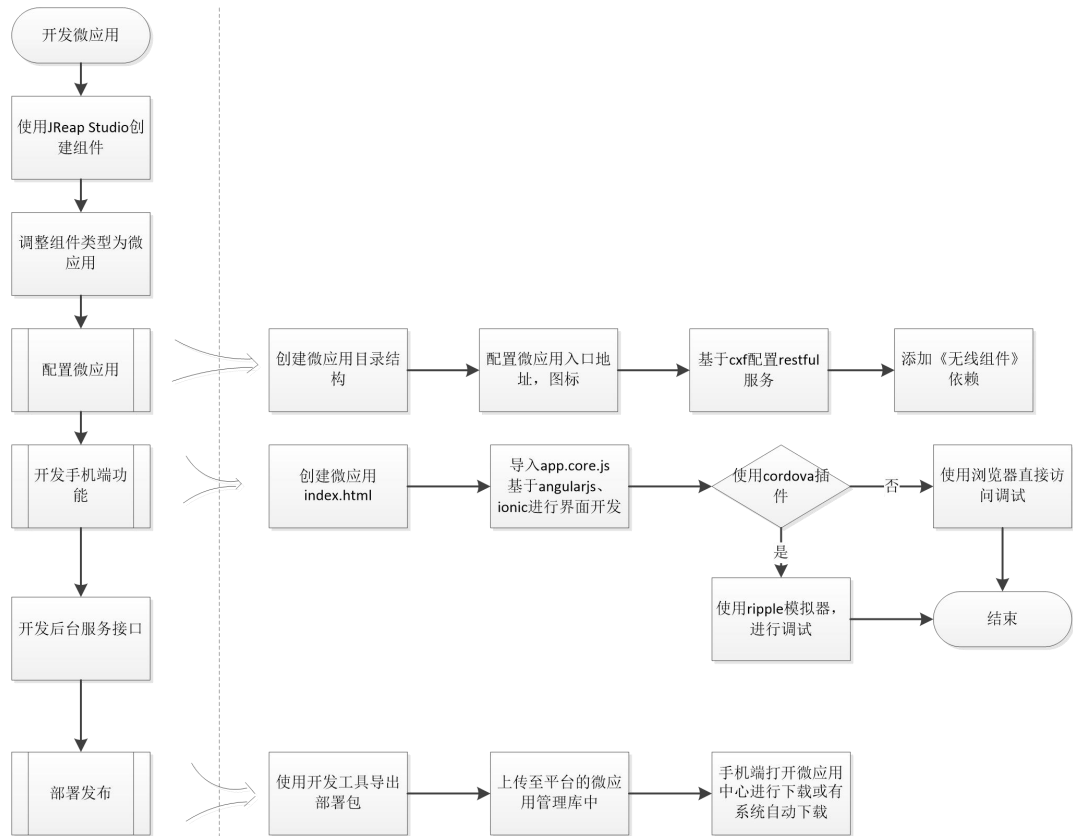 开发微应用
使用JReap Studio创
建组件
调整组件类型为微
应用
配置微应用
创建微应用目录结
构
配置微应用入口地
址，图标
基于cxf配置restful
服务
添加《无线组件》
依赖
开发手机端功
能
创建微应用
index.html
导入app.core.js
基于angularjs、
ionic进行界面开发
使用cordova插
件
否
使用浏览器直接访
问调试
是
使用ripple模拟器，
进行调试
结束
开发后台服务接口
部署发布
使用开发工具导出
部署包
上传至平台的微应
用管理库中
手机端打开微应用
中心进行下载或有
系统自动下载